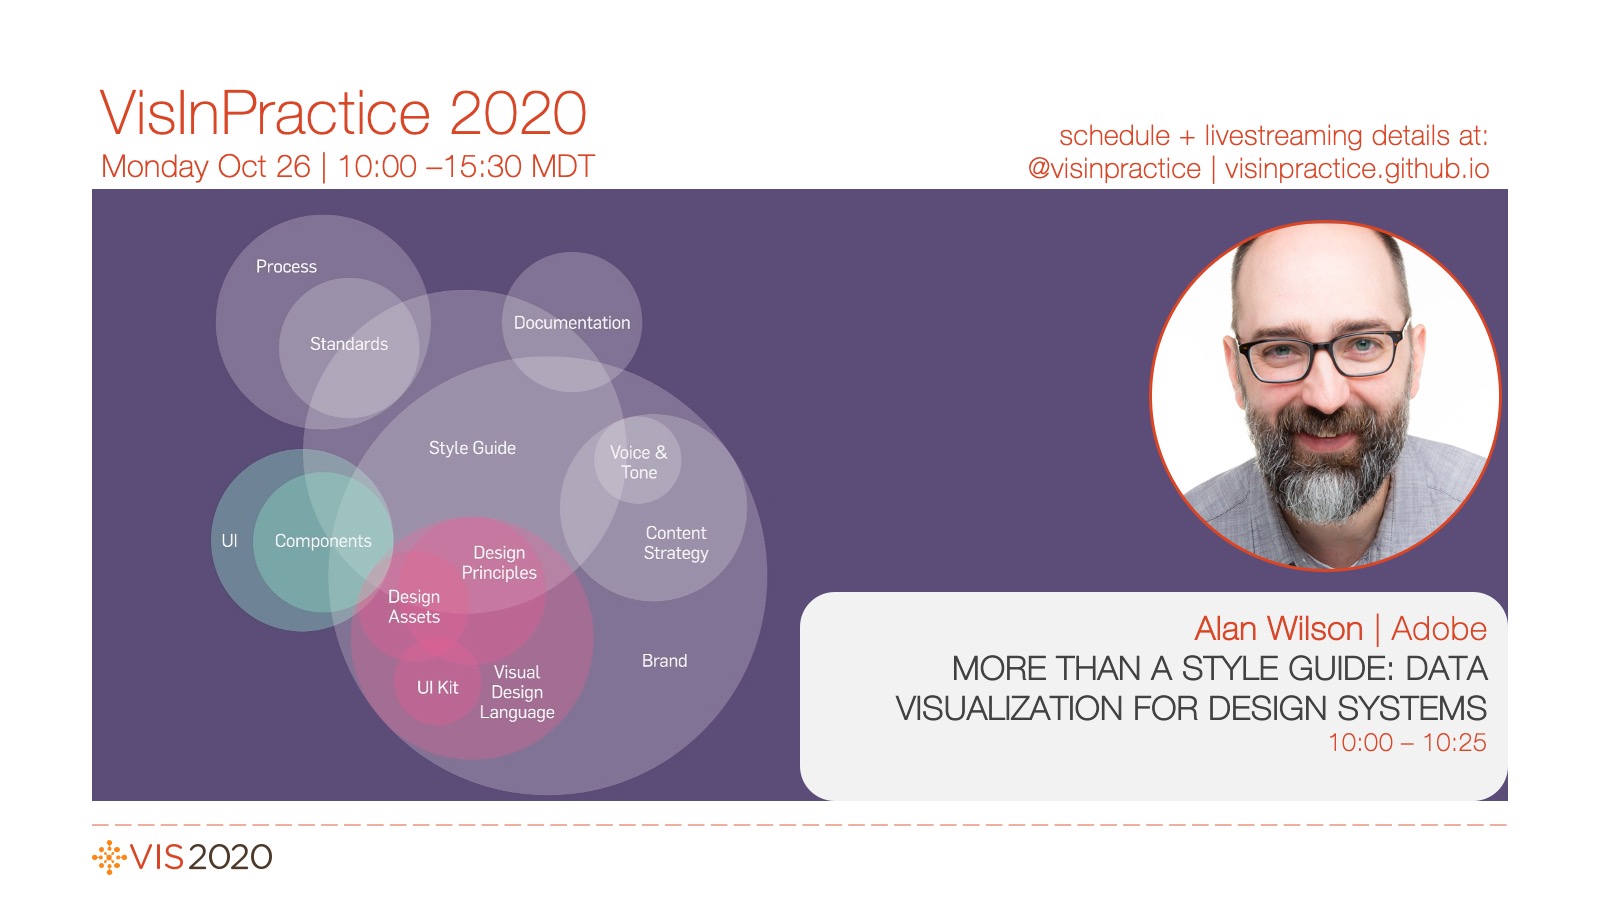 VisInPractice 2020
Monday Oct 26 | 10:00 –15:30 MDT
schedule + livestreaming details at:
@visinpractice | visinpractice.github.io
Process
Standards
Documentation
Style Guide
Voice &
Tone
UI
Components
Content
Strategy
Design
Principles
Design
Assets
Brand
UI Kit
Visual
Design
Language
Alan Wilson | Adobe
MORE THAN A STYLE GUIDE: DATA
VISUALIZATION FOR DESIGN SYSTEMS
10:00 – 10:25
VIS2020